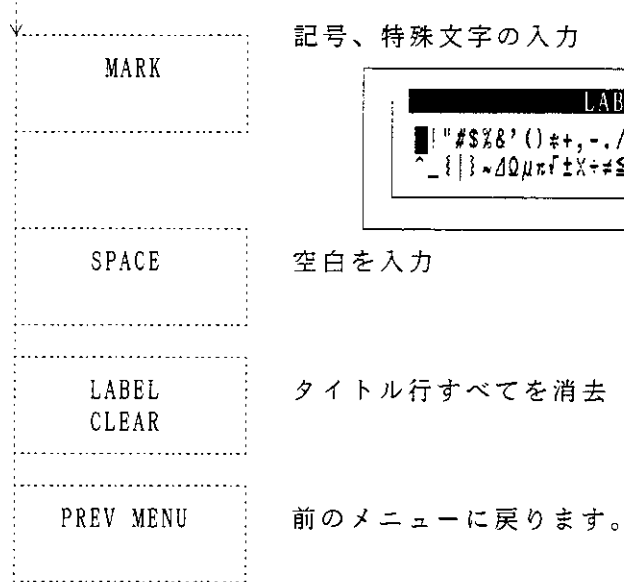 記号、特殊文字の入力
MARK
LAB
!"#$%&'()*+,-./
^_{|}~ΔΩμπ√±×÷≠≦
SPACE
空白を入力
LABEL
CLEAR
タイトル行すべてを消去
PREV MENU
前のメニューに戻ります。